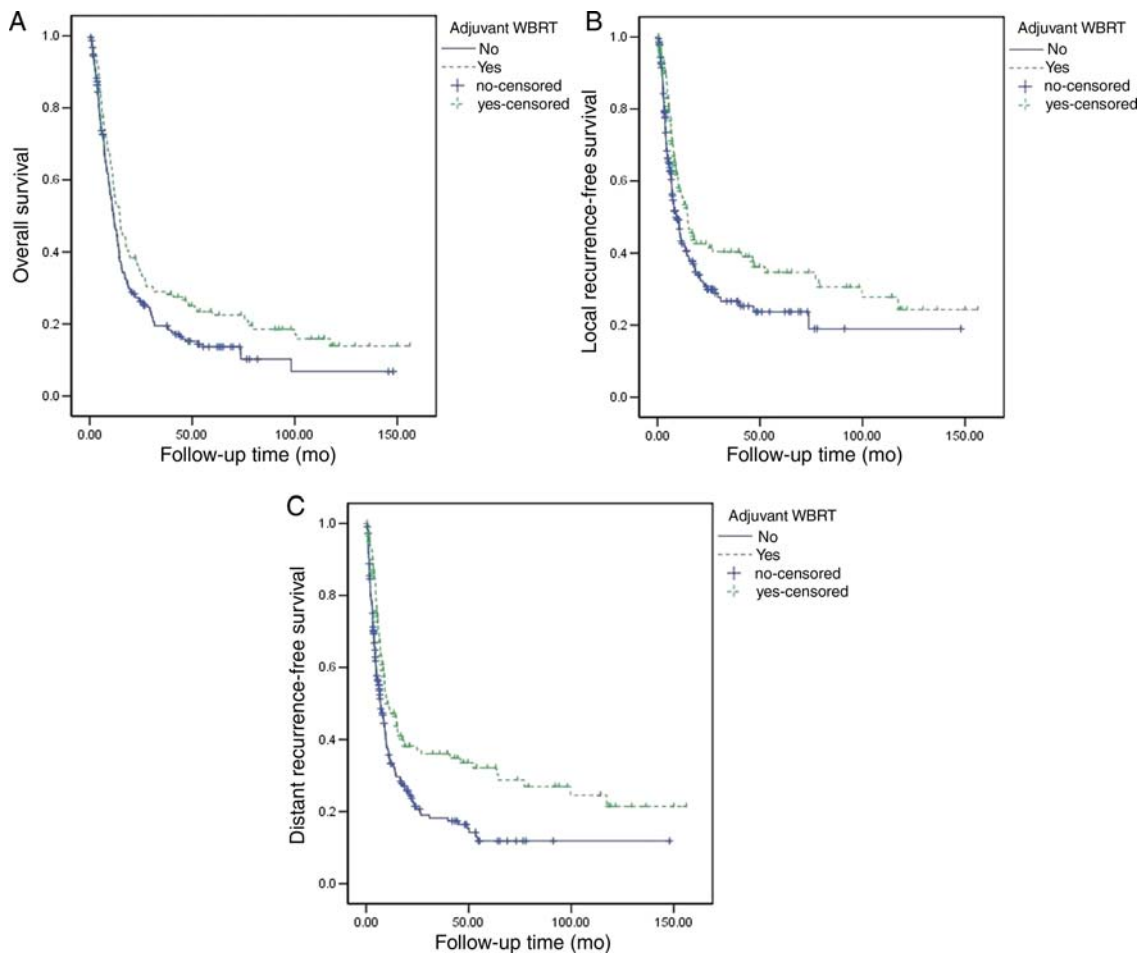 A
Adjuvant WBRT
No
Yes
no-censored
yes-censored
1.0
0.8
0.6
0.4
0.2
0.0
Overall survival
0.00 50.00 100.00 150.00
Follow-up time (mo)
B
Adjuvant WBRT
No
Yes
no-censored
yes-censored
1.0
0.8
0.6
0.4
0.2
0.0
Local recurrence-free survival
0.00 50.00 100.00 150.00
Follow-up time (mo)
C
Adjuvant WBRT
No
Yes
no-censored
yes-censored
1.0
0.8
0.6
0.4
0.2
0.0
Distant recurrence-free survival
0.00 50.00 100.00 150.00
Follow-up time (mo)